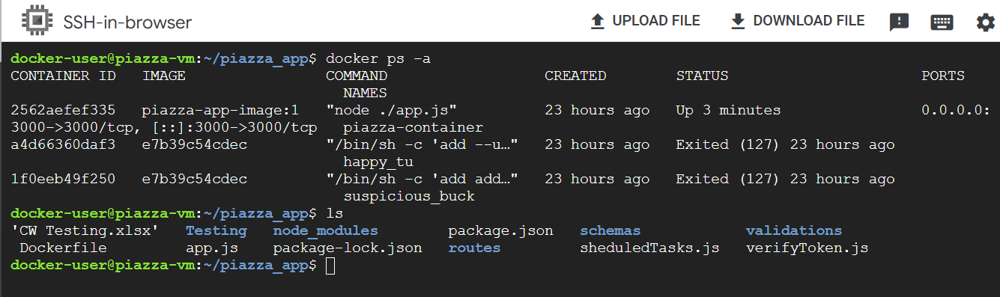 SSH-in-browser UPLOAD FILE DOWNLOAD FILE
docker-user@piazza-vm:~/piazza_app$ docker ps -a
CONTAINER ID IMAGE COMMAND CREATED STATUS PORTS
NAMES
2562aefef335 piazza-app-image:1 "node ./app.js" 23 hours ago Up 3 minutes 0.0.0.0:
3000->3000/tcp, [::]:3000->3000/tcp piazza-container
a4d66360daf3 e7b39c54cdec "/bin/sh -c 'add --u…" 23 hours ago Exited (127) 23 hours ago
happy_tu
1f0eeb49f250 e7b39c54cdec "/bin/sh -c 'add add…" 23 hours ago Exited (127) 23 hours ago
suspicious_buck
docker-user@piazza-vm:~/piazza_app$ ls
'CW Testing.xlsx' Testing node_modules package.json schemas validations
Dockerfile app.js package-lock.json routes sheduledTasks.js verifyToken.js
docker-user@piazza-vm:~/piazza_app$